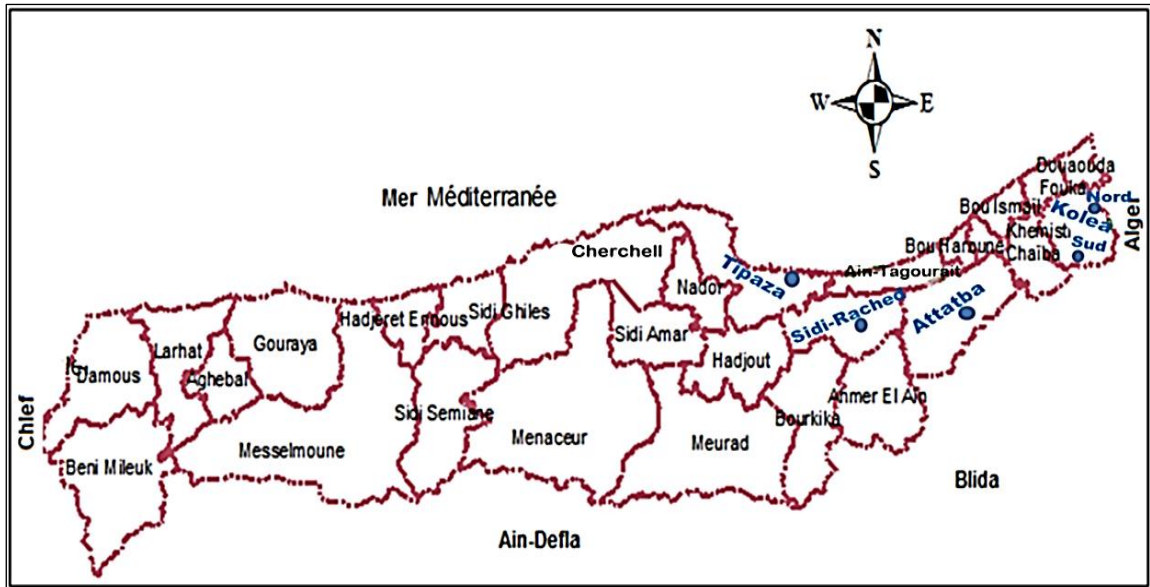 N
W
E
S
Mer Méditerranée
Douaouda
Fouka
Nord
Bou Ismail
Kolea
Khemisti
Sud
Chaiba
Alger
Bou Haroune
Cherchell
Ain-Tagourait
Tipaza
Nador
Sidi-Rached
Attatba
Hadjeret Ennous
Sidi Ghiles
Sidi Amar
Gouraya
Larhat
Hadjout
Damous
Aghebal
Ahmer El Ain
Sidi Semiane
Bourkika
Chlef
Menaceur
Meurad
Messelmoune
Beni Mileuk
Blida
Ain-Defla